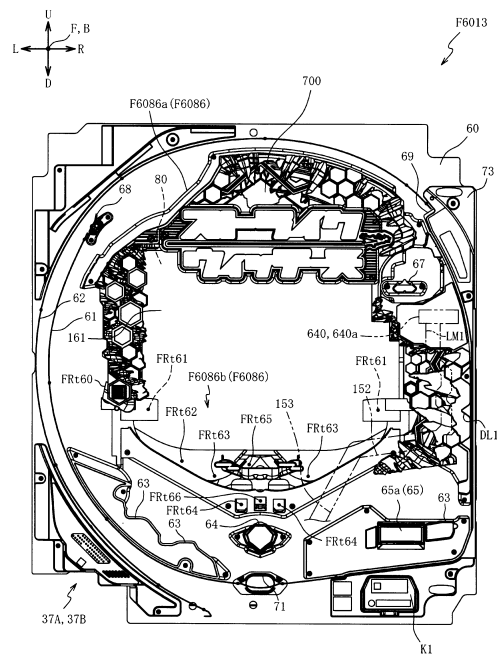 U
F,B
L R
D
F6013
700
F6086a(F6086)
60
80
69
73
68
67
62
61
640,640a
161
LM1
FRt61
FRt61
FRt60
F6086b(F6086)
152
FRt62
153
DL1
FRt65
FRt63
FRt63
65a(65)
FRt66
63
63
FRt64
64
63
FRt64
71
37A,37B
K1